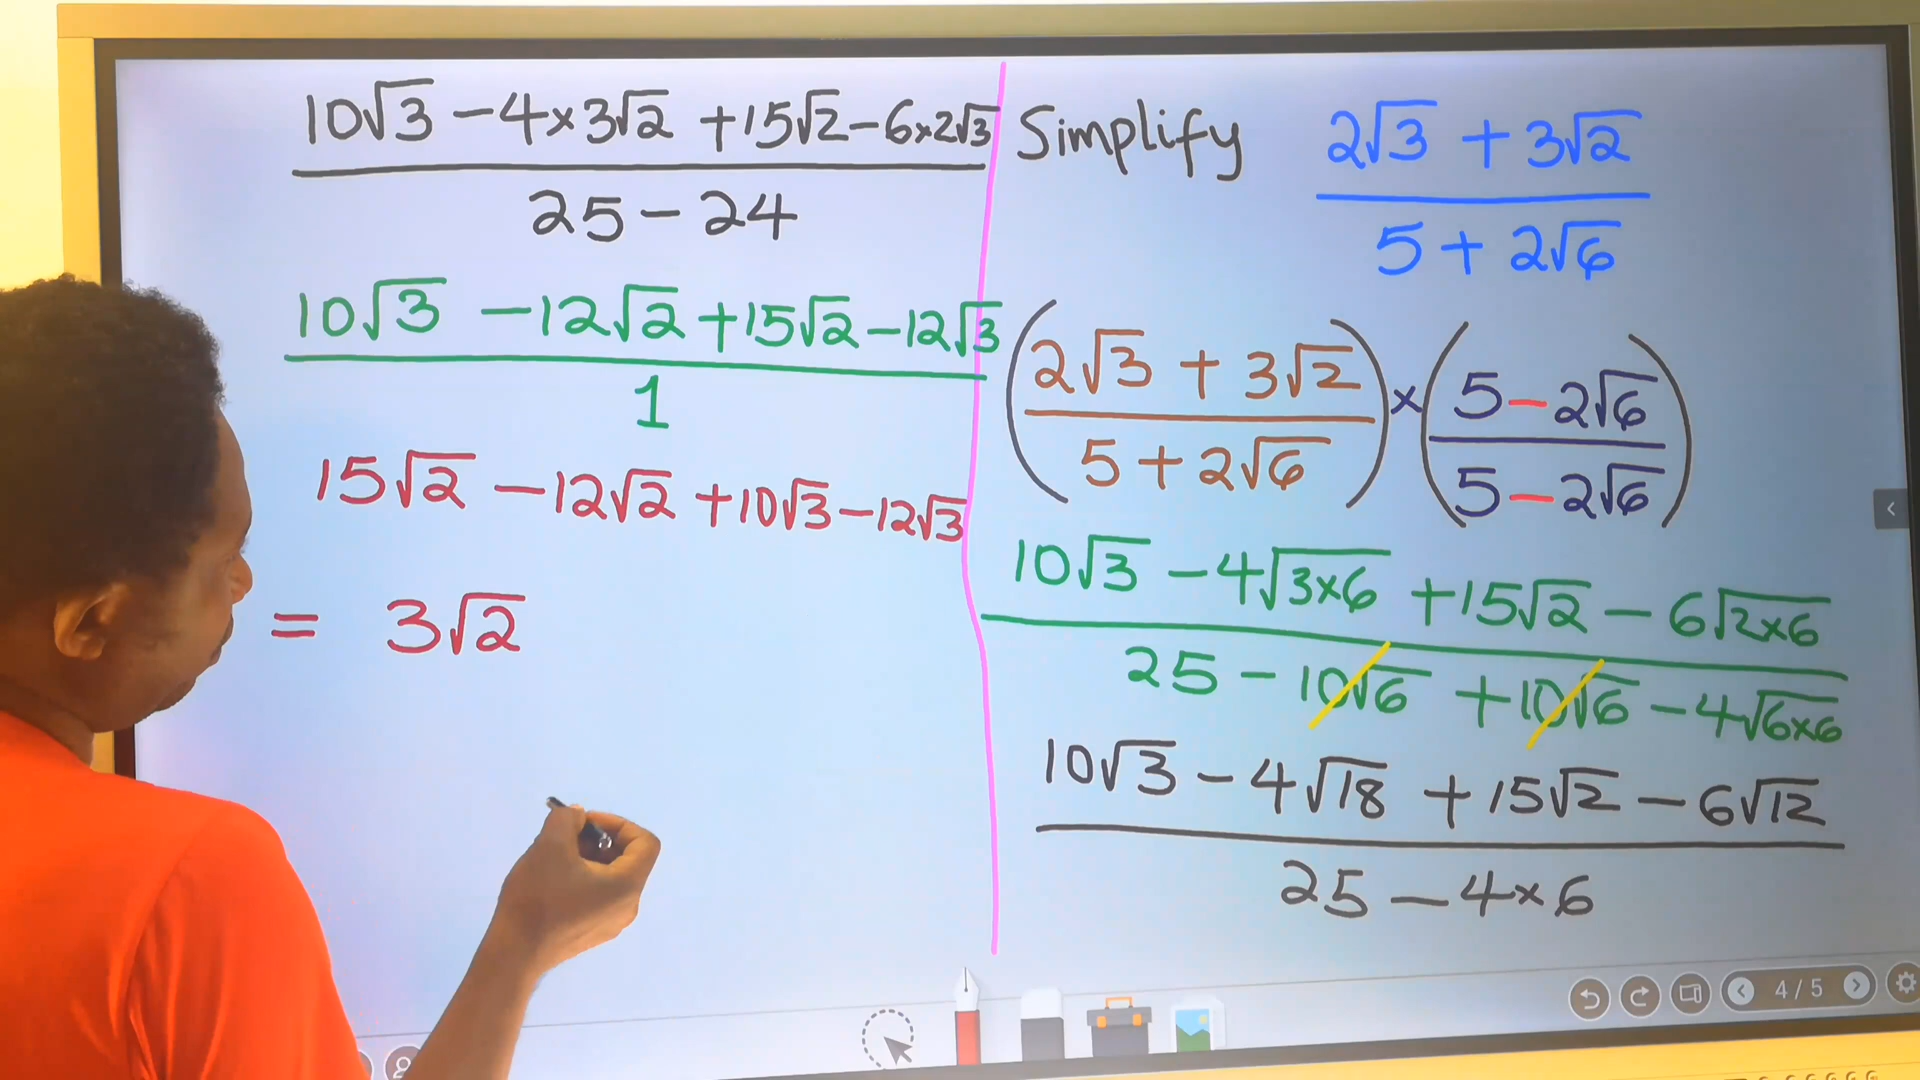 Simplify (2√3 + 3√2)/(5 + 2√6)
((2√3 + 3√2)/(5 + 2√6)) × ((5 − 2√6)/(5 − 2√6))
10√3 − 4√(3×6) + 15√2 − 6√(2×6)
25 − 10√6 + 10√6 − 4√(6×6)
10√3 − 4√18 + 15√2 − 6√12
25 − 4×6
10√3 − 4×3√2 + 15√2 − 6×2√3
25 − 24
10√3 − 12√2 + 15√2 − 12√3
1
15√2 − 12√2 + 10√3 − 12√3
= 3√2
4/5